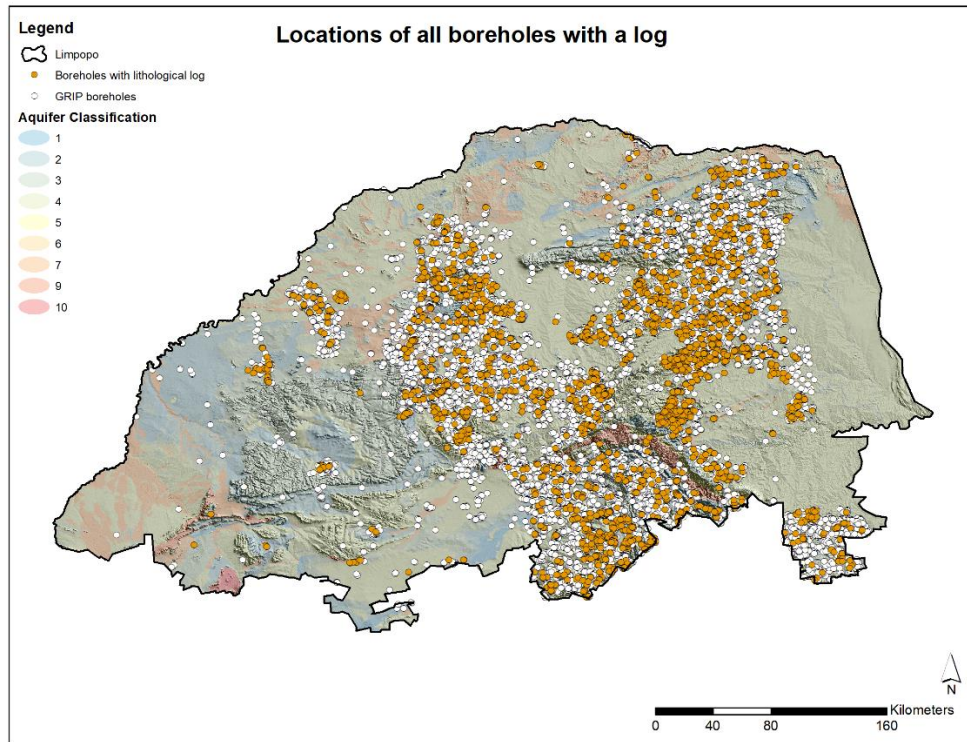 Locations of all boreholes with a log
Legend
Limpopo
Boreholes with lithological log
GRIP boreholes
Aquifer Classification
1
2
3
4
5
6
7
9
10
N
Kilometers
0 40 80 160